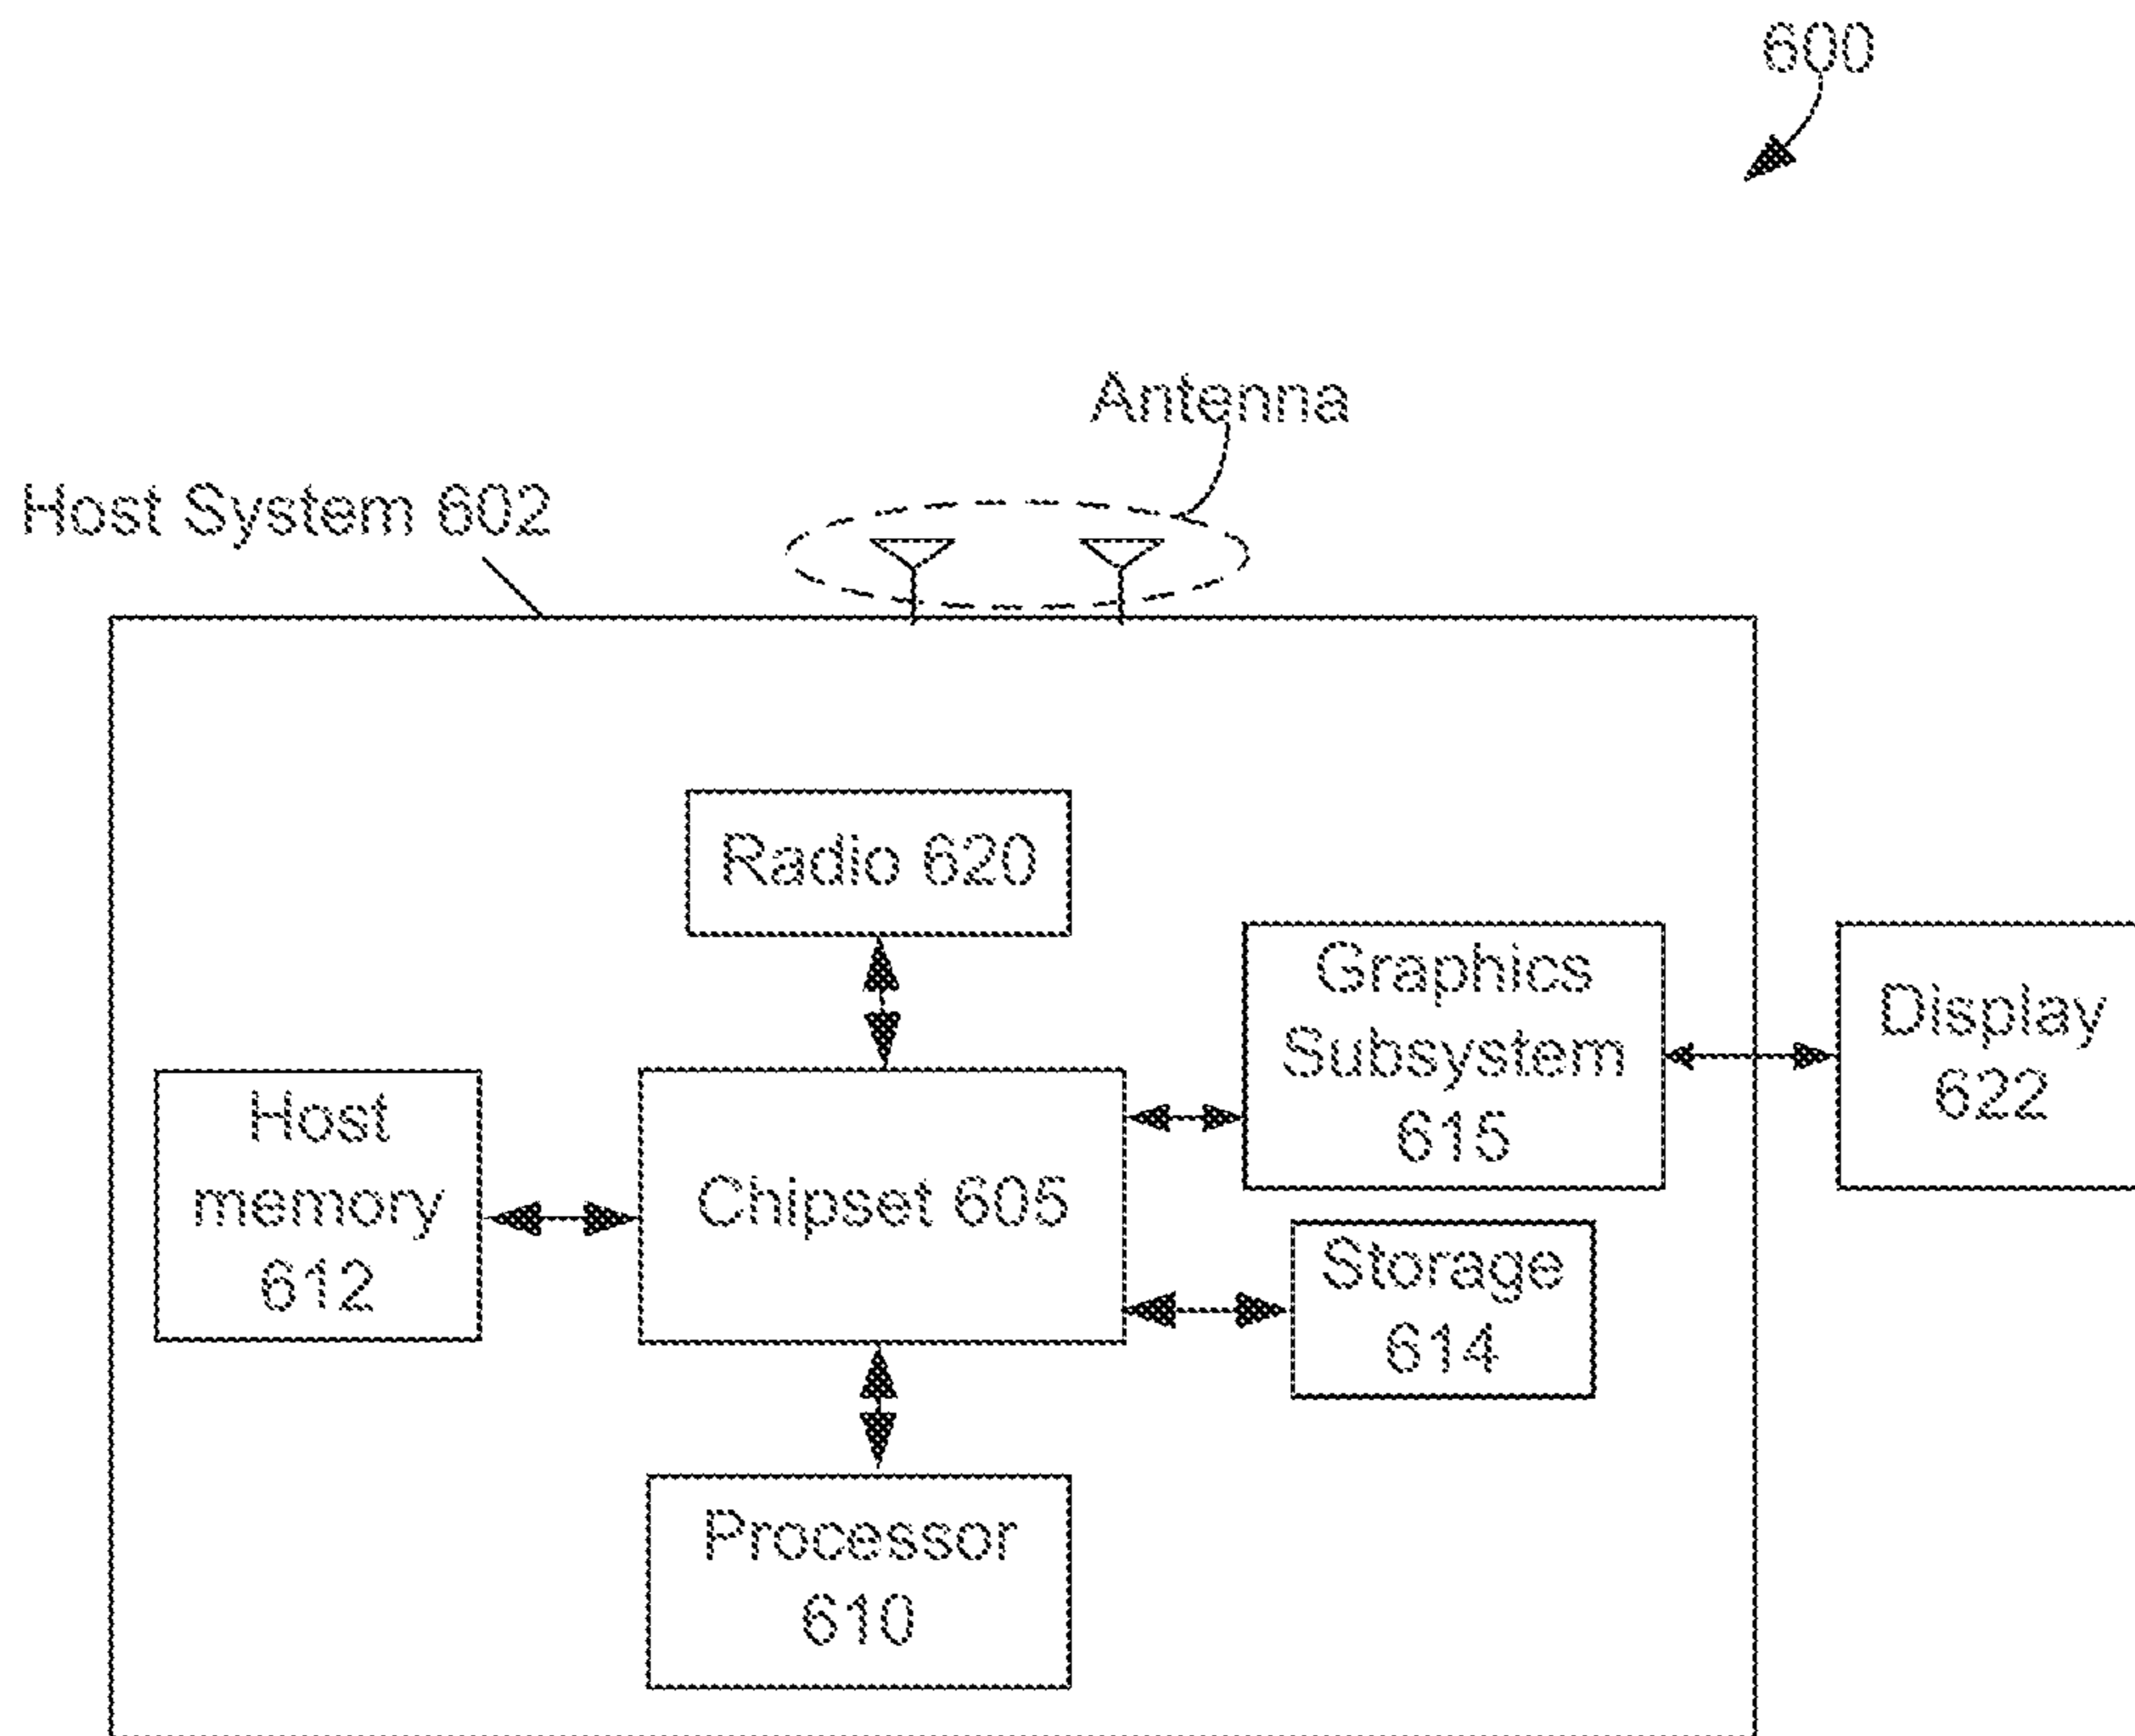 600
Antenna
Host System 602
Radio 620
Graphics
Subsystem
615
Display
622
Host
memory
612
Chipset 605
Storage
614
Processor
610